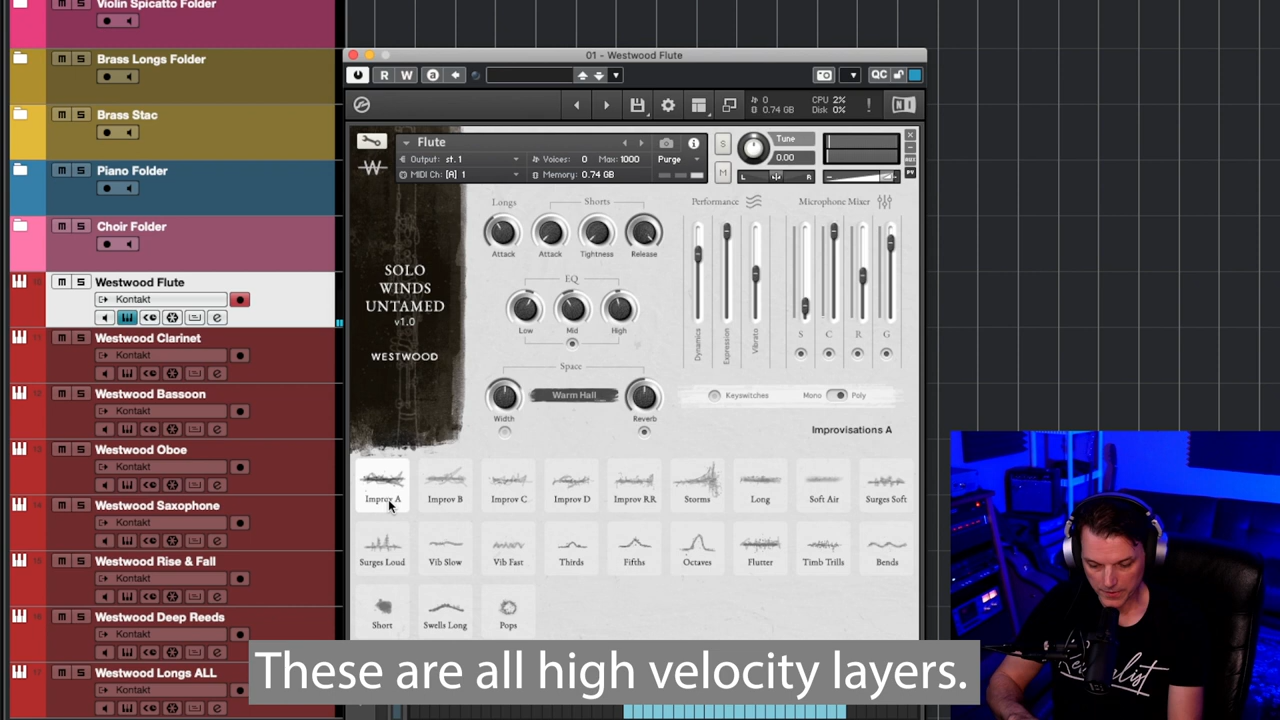 Violin Spicatto Folder
m S
Brass Longs Folder
m S
Brass Stac
m S
Piano Folder
m S
Choir Folder
m S
Westwood Flute
Kontakt
m S
Westwood Clarinet
Kontakt
m S
Westwood Bassoon
Kontakt
m S
Westwood Oboe
Kontakt
m S
Westwood Saxophone
Kontakt
m S
Westwood Rise & Fall
Kontakt
m S
Westwood Deep Reeds
Kontakt
m S
Westwood Longs ALL
01 - Westwood Flute
R W
QC
0
0.74 GB
CPU 2%
Disk 0%
Flute
Output: st. 1
Voices: 0 Max: 1000 Purge
MIDI Ch: [A] 1
Memory: 0.74 GB
S
M
Tune
0.00
L R
SOLO
WINDS
UNTAMED
v1.0
WESTWOOD
Longs
Shorts
Attack
Attack
Tightness
Release
EQ
Low
Mid
High
Space
Width
Warm Hall
Reverb
Performance
Dynamics
Expression
Vibrato
Microphone Mixer
S C R G
Keyswitches
Mono
Poly
Improvisations A
Improv A Improv B Improv C Improv D Improv RR Storms Long Soft Air Surges Soft
Surges Loud Vib Slow Vib Fast Thirds Fifths Octaves Flutter Timb Trills Bends
Short Swells Long Pops
These are all high velocity layers.